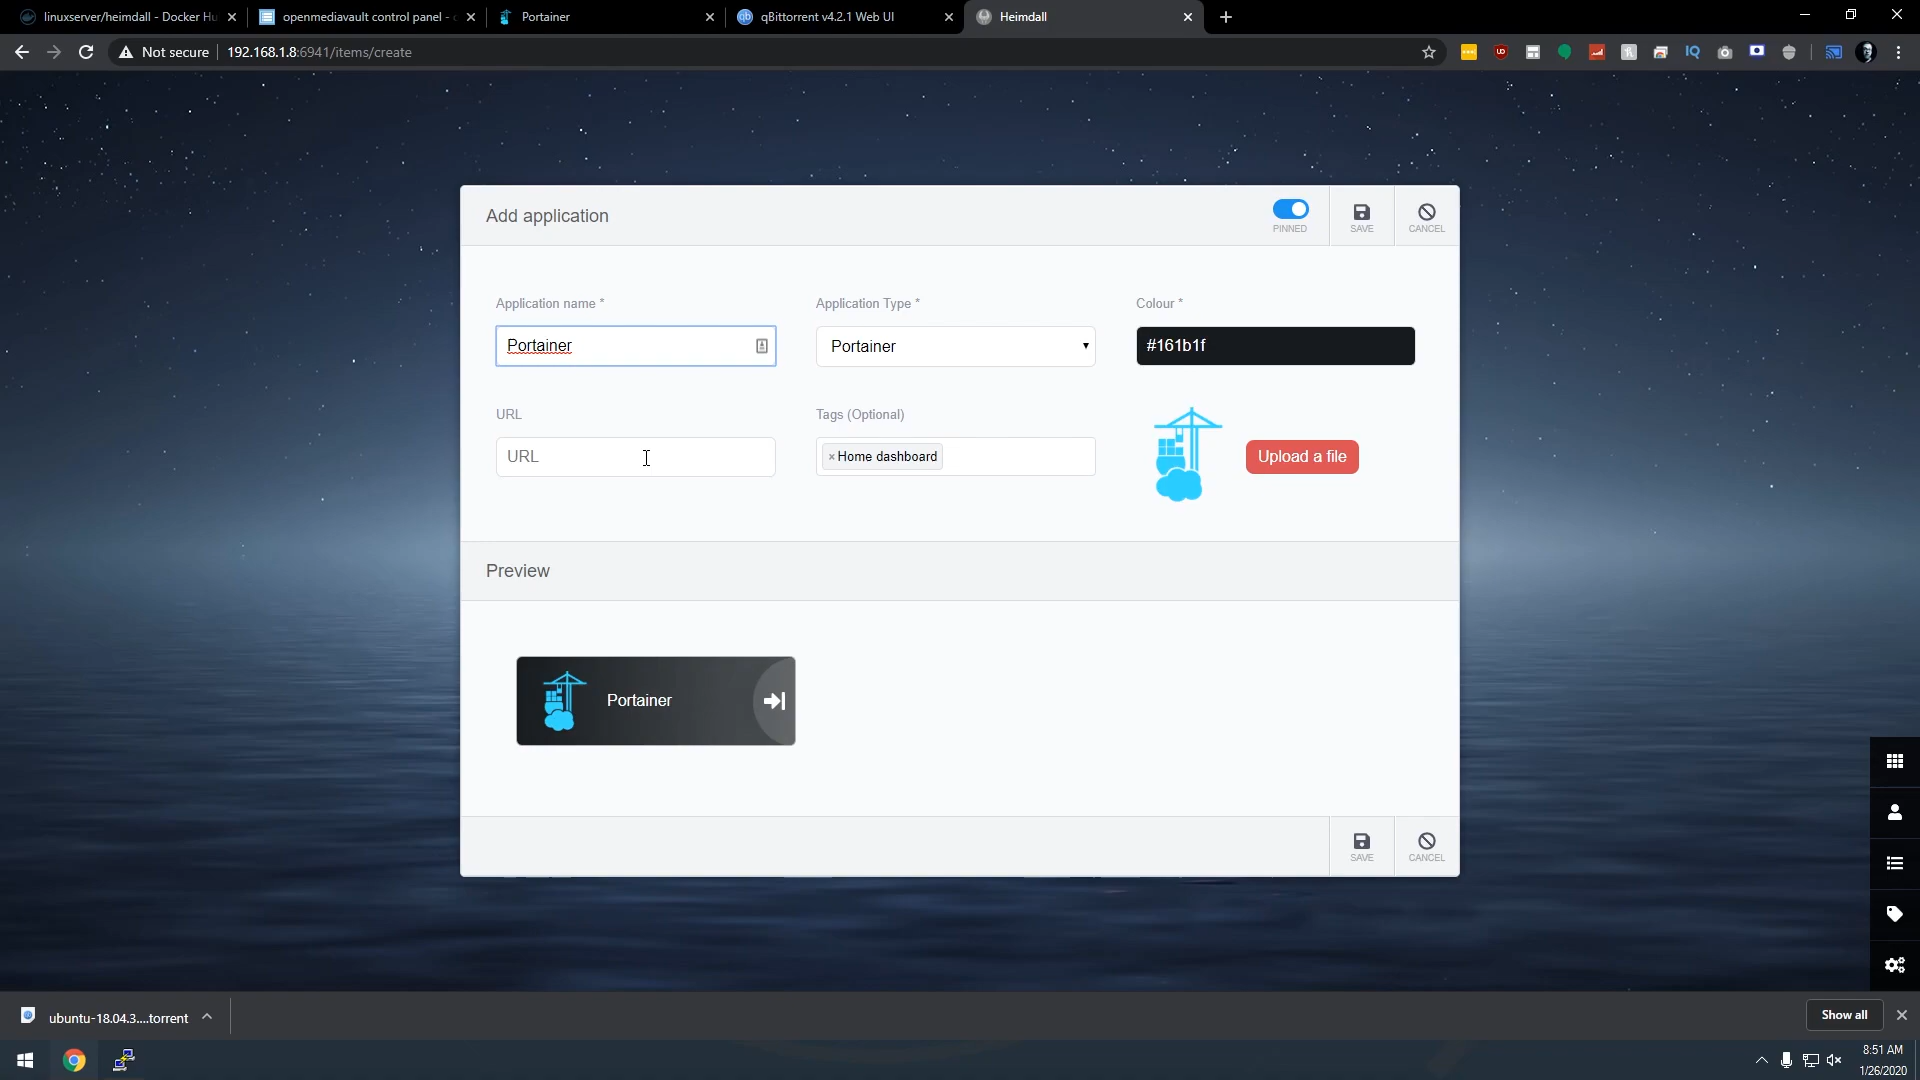 linuxserver/heimdall - Docker Hu
openmediavault control panel - c
Portainer
qBittorrent v4.2.1 Web UI
Heimdall
Not secure
192.168.1.8:6941/items/create
Add application
PINNED
SAVE
CANCEL
Application name *
Application Type *
Colour *
Portainer
Portainer
#161b1f
URL
Tags (Optional)
URL
× Home dashboard
Upload a file
Preview
Portainer
SAVE
CANCEL
ubuntu-18.04.3....torrent
Show all
8:51 AM
1/26/2020